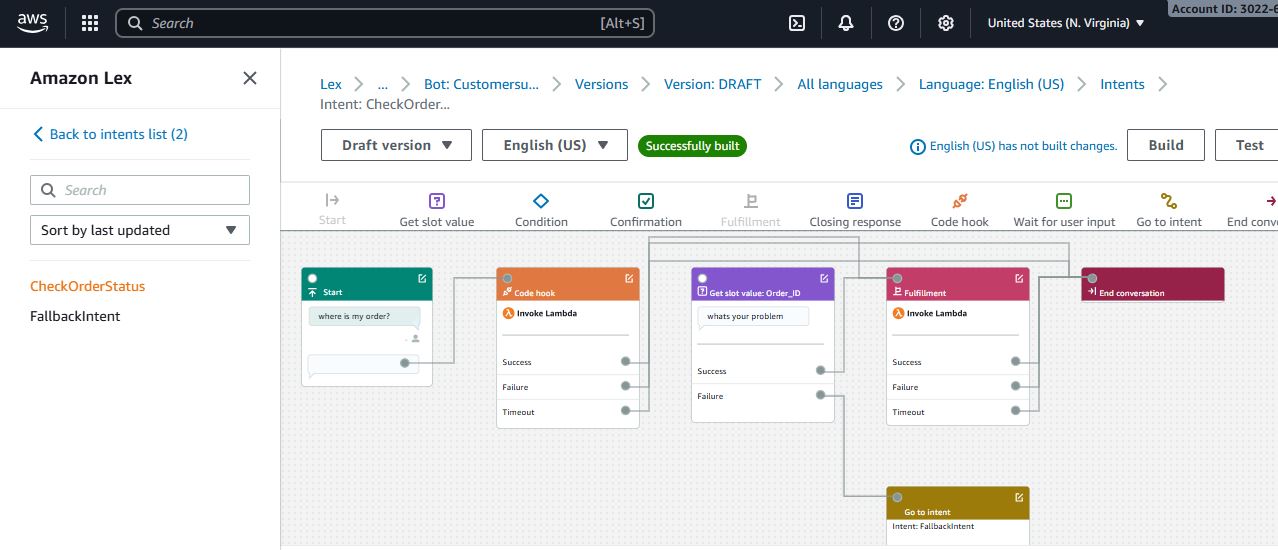 aws
Search
[Alt+S]
United States (N. Virginia)
Account ID: 3022-6
Amazon Lex
Back to intents list (2)
Search
Sort by last updated
CheckOrderStatus
FallbackIntent
Lex
...
Bot: Customersu...
Versions
Version: DRAFT
All languages
Language: English (US)
Intents
Intent: CheckOrder...
Draft version
English (US)
Successfully built
English (US) has not built changes.
Build
Test
Start
Get slot value
Condition
Confirmation
Fulfillment
Closing response
Code hook
Wait for user input
Go to intent
End conv
Start
where is my order?
Code hook
Invoke Lambda
Success
Failure
Timeout
Get slot value: Order_ID
whats your problem
Success
Failure
Fulfillment
Invoke Lambda
Success
Failure
Timeout
End conversation
Go to intent
Intent: FallbackIntent